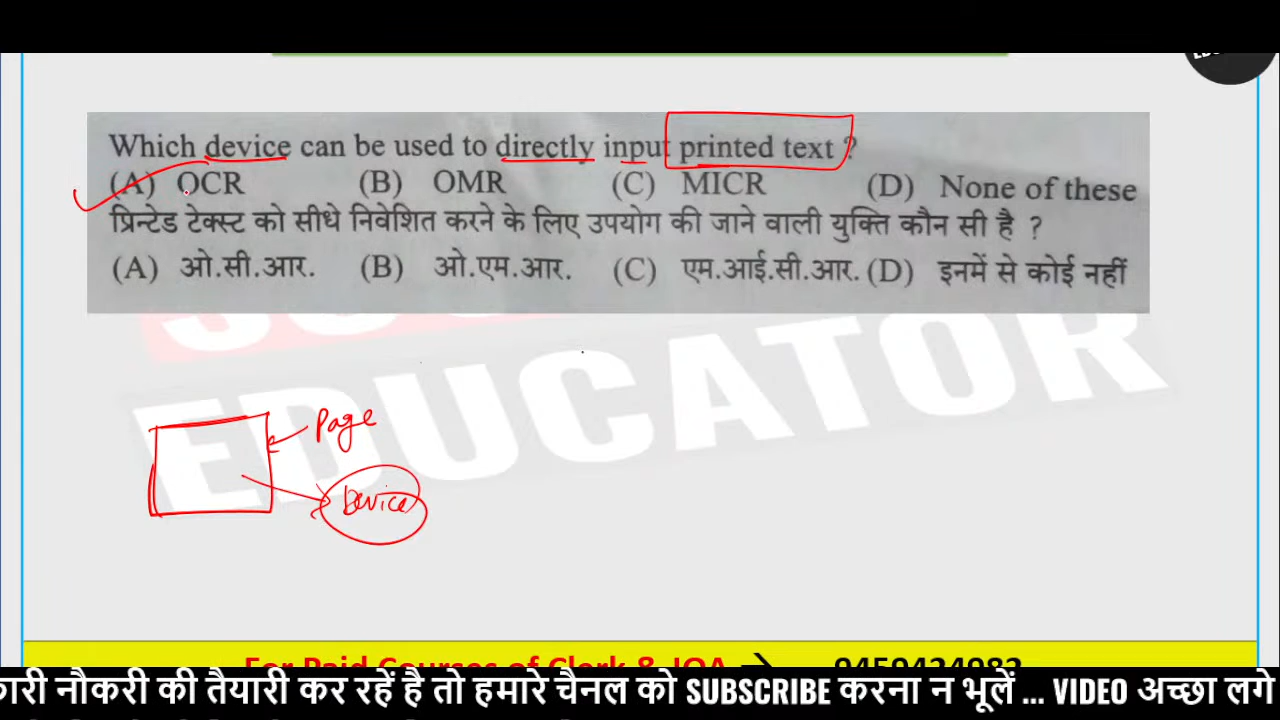 Which device can be used to directly input printed text ?
(A) OCR (B) OMR (C) MICR (D) None of these
प्रिन्टेड टेक्स्ट को सीधे निवेशित करने के लिए उपयोग की जाने वाली युक्ति कौन सी है ?
(A) ओ.सी.आर. (B) ओ.एम.आर. (C) एम.आई.सी.आर. (D) इनमें से कोई नहीं
EDUCATOR
Page
Device
For Paid Courses of Clerk & JOA → 9459424982
कारी नौकरी की तैयारी कर रहें है तो हमारे चैनल को SUBSCRIBE करना न भूलें ... VIDEO अच्छा लगे